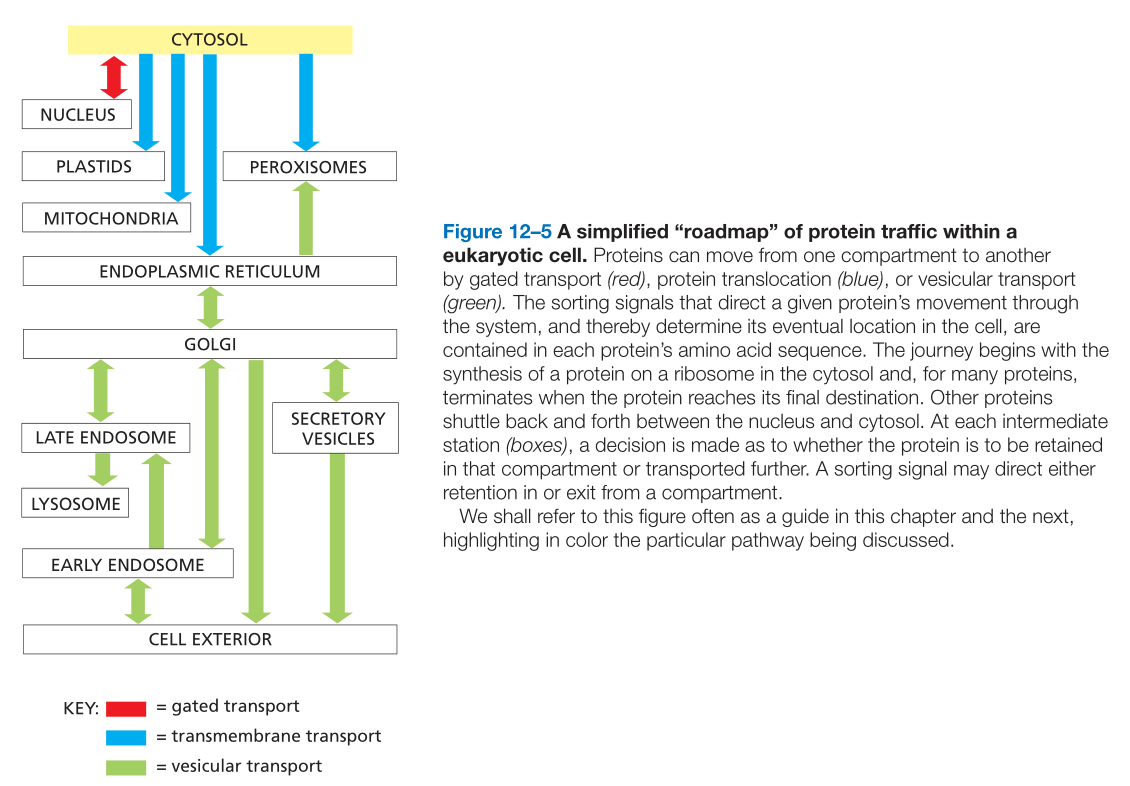 CYTOSOL
NUCLEUS
PLASTIDS
PEROXISOMES
MITOCHONDRIA
ENDOPLASMIC RETICULUM
GOLGI
SECRETORY
VESICLES
LATE ENDOSOME
LYSOSOME
EARLY ENDOSOME
CELL EXTERIOR
KEY:
= gated transport
= transmembrane transport
= vesicular transport
Figure 12–5 A simplified “roadmap” of protein traffic within a
eukaryotic cell. Proteins can move from one compartment to another
by gated transport (red), protein translocation (blue), or vesicular transport
(green). The sorting signals that direct a given protein’s movement through
the system, and thereby determine its eventual location in the cell, are
contained in each protein’s amino acid sequence. The journey begins with the
synthesis of a protein on a ribosome in the cytosol and, for many proteins,
terminates when the protein reaches its final destination. Other proteins
shuttle back and forth between the nucleus and cytosol. At each intermediate
station (boxes), a decision is made as to whether the protein is to be retained
in that compartment or transported further. A sorting signal may direct either
retention in or exit from a compartment.
We shall refer to this figure often as a guide in this chapter and the next,
highlighting in color the particular pathway being discussed.